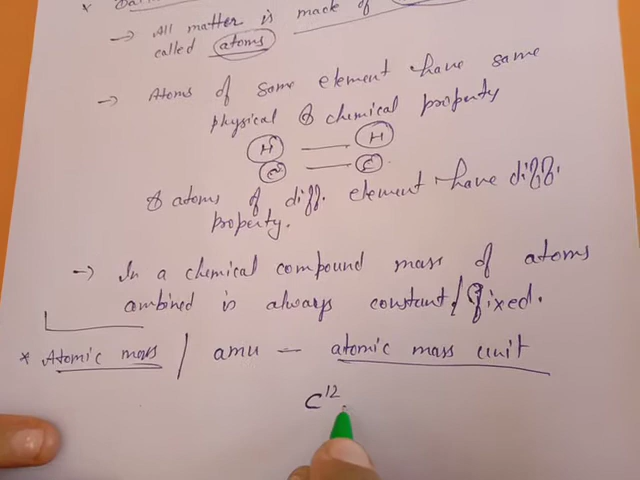 → All matter is made of
called atoms
→ Atoms of some element have same
physical & chemical property
H H
C C
& atoms of diff. element have diff.
property.
→ In a chemical compound mass of atoms
combined is always constant/fixed.
* Atomic mass / amu – atomic mass unit
C12